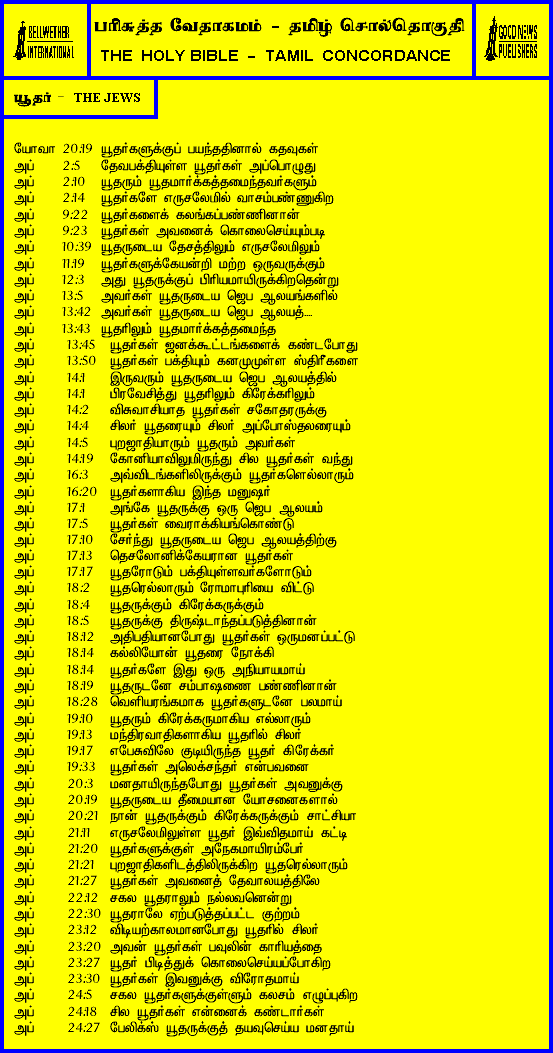 BELLWETHER
INTERNATIONAL
பரிசுத்த வேதாகமம் - தமிழ் சொல்தொகுதி
THE HOLY BIBLE - TAMIL CONCORDANCE
GOOD NEWS
PUBLISHERS
யூதர் - THE JEWS
யோவா 20:19 யூதர்களுக்குப் பயந்ததினால் கதவுகள்
அப் 2:5 தேவபக்தியுள்ள யூதர்கள் அப்பொழுது
அப் 2:10 யூதரும் யூதமார்க்கத்தமைந்தவர்களும்
அப் 2:14 யூதர்களே எருசலேமில் வாசம்பண்ணுகிற
அப் 9:22 யூதர்களைக் கலங்கப்பண்ணினான்
அப் 9:23 யூதர்கள் அவனைக் கொலைசெய்யும்படி
அப் 10:39 யூதருடைய தேசத்திலும் எருசலேமிலும்
அப் 11:19 யூதர்களுக்கேயன்றி மற்ற ஒருவருக்கும்
அப் 12:3 அது யூதருக்குப் பிரியமாயிருக்கிறதென்று
அப் 13:5 அவர்கள் யூதருடைய ஜெப ஆலயங்களில்
அப் 13:42 அவர்கள் யூதருடைய ஜெப ஆலயத்....
அப் 13:43 யூதரிலும் யூதமார்க்கத்தமைந்த
அப் 13:45 யூதர்கள் ஜனக்கூட்டங்களைக் கண்டபோது
அப் 13:50 யூதர்கள் பக்தியும் கனமுமுள்ள ஸ்திரீகளை
அப் 14:1 இருவரும் யூதருடைய ஜெப ஆலயத்தில்
அப் 14:1 பிரவேசித்து யூதரிலும் கிரேக்கரிலும்
அப் 14:2 விசுவாசியாத யூதர்கள் சகோதரருக்கு
அப் 14:4 சிலர் யூதரையும் சிலர் அப்போஸ்தலரையும்
அப் 14:5 புறஜாதியாரும் யூதரும் அவர்கள்
அப் 14:19 கோனியாவிலுமிருந்து சில யூதர்கள் வந்து
அப் 16:3 அவ்விடங்களிலிருக்கும் யூதர்களெல்லாரும்
அப் 16:20 யூதர்களாகிய இந்த மனுஷர்
அப் 17:1 அங்கே யூதருக்கு ஒரு ஜெப ஆலயம்
அப் 17:5 யூதர்கள் வைராக்கியங்கொண்டு
அப் 17:10 சேர்ந்து யூதருடைய ஜெப ஆலயத்திற்கு
அப் 17:13 தெசலோனிக்கேயரான யூதர்கள்
அப் 17:17 யூதரோடும் பக்தியுள்ளவர்களோடும்
அப் 18:2 யூதரெல்லாரும் ரோமாபுரியை விட்டு
அப் 18:4 யூதருக்கும் கிரேக்கருக்கும்
அப் 18:5 யூதருக்கு திருஷ்டாந்தப்படுத்தினான்
அப் 18:12 அதிபதியானபோது யூதர்கள் ஒருமனப்பட்டு
அப் 18:14 கல்லியோன் யூதரை நோக்கி
அப் 18:14 யூதர்களே இது ஒரு அநியாயமாய்
அப் 18:19 யூதருடனே சம்பாஷணை பண்ணினான்
அப் 18:28 வெளியரங்கமாக யூதர்களுடனே பலமாய்
அப் 19:10 யூதரும் கிரேக்கருமாகிய எல்லாரும்
அப் 19:13 மந்திரவாதிகளாகிய யூதரில் சிலர்
அப் 19:17 எபேசுவிலே குடியிருந்த யூதர் கிரேக்கர்
அப் 19:33 யூதர்கள் அலெக்சந்தர் என்பவனை
அப் 20:3 மனதாயிருந்தபோது யூதர்கள் அவனுக்கு
அப் 20:19 யூதருடைய தீமையான யோசனைகளால்
அப் 20:21 நான் யூதருக்கும் கிரேக்கருக்கும் சாட்சியா
அப் 21:11 எருசலேமிலுள்ள யூதர் இவ்விதமாய் கட்டி
அப் 21:20 யூதர்களுக்குள் அநேகமாயிரம்பேர்
அப் 21:21 புறஜாதிகளிடத்திலிருக்கிற யூதரெல்லாரும்
அப் 21:27 யூதர்கள் அவனைத் தேவாலயத்திலே
அப் 22:12 சகல யூதராலும் நல்லவனென்று
அப் 22:30 யூதராலே ஏற்படுத்தப்பட்ட குற்றம்
அப் 23:12 விடியற்காலமானபோது யூதரில் சிலர்
அப் 23:20 அவன் யூதர்கள் பவுலின் காரியத்தை
அப் 23:27 யூதர் பிடித்துக் கொலைசெய்யப்போகிற
அப் 23:30 யூதர்கள் இவனுக்கு விரோதமாய்
அப் 24:5 சகல யூதர்களுக்குள்ளும் கலகம் எழுப்புகிற
அப் 24:18 சில யூதர்கள் என்னைக் கண்டார்கள்
அப் 24:27 பேலிக்ஸ் யூதருக்குத் தயவுசெய்ய மனதாய்